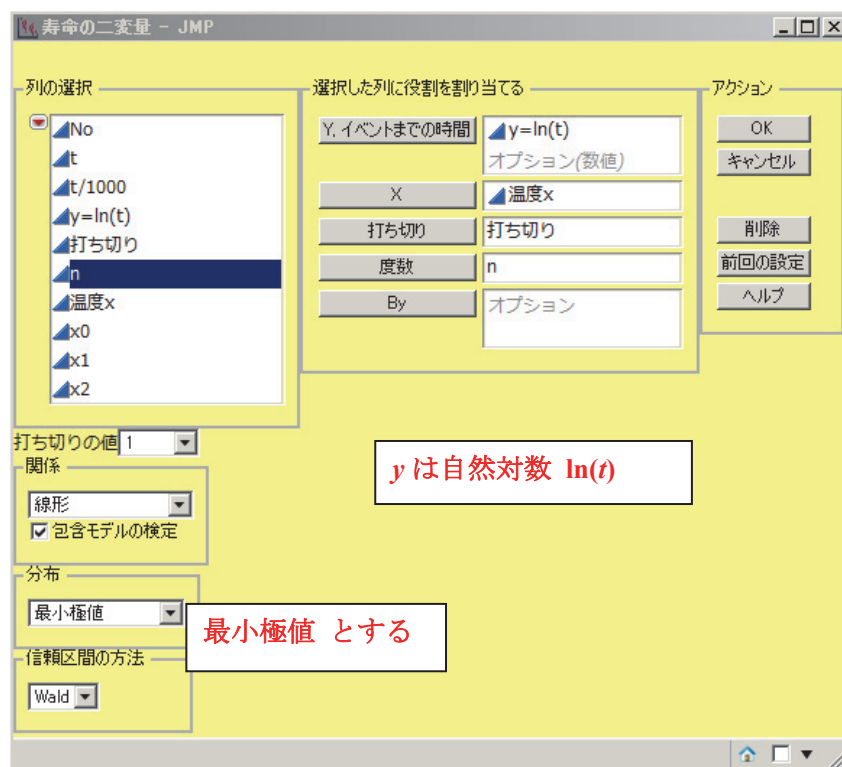 寿命の二変量 - JMP
列の選択
No
t
t/1000
y=ln(t)
打ち切り
n
温度x
x0
x1
x2
選択した列に役割を割り当てる
Y, イベントまでの時間
y=ln(t)
オプション(数値)
X
温度x
打ち切り
打ち切り
度数
n
By
オプション
アクション
OK
キャンセル
削除
前回の設定
ヘルプ
打ち切りの値 1
関係
線形
包含モデルの検定
y は自然対数 ln(t)
分布
最小極値
最小極値 とする
信頼区間の方法
Wald